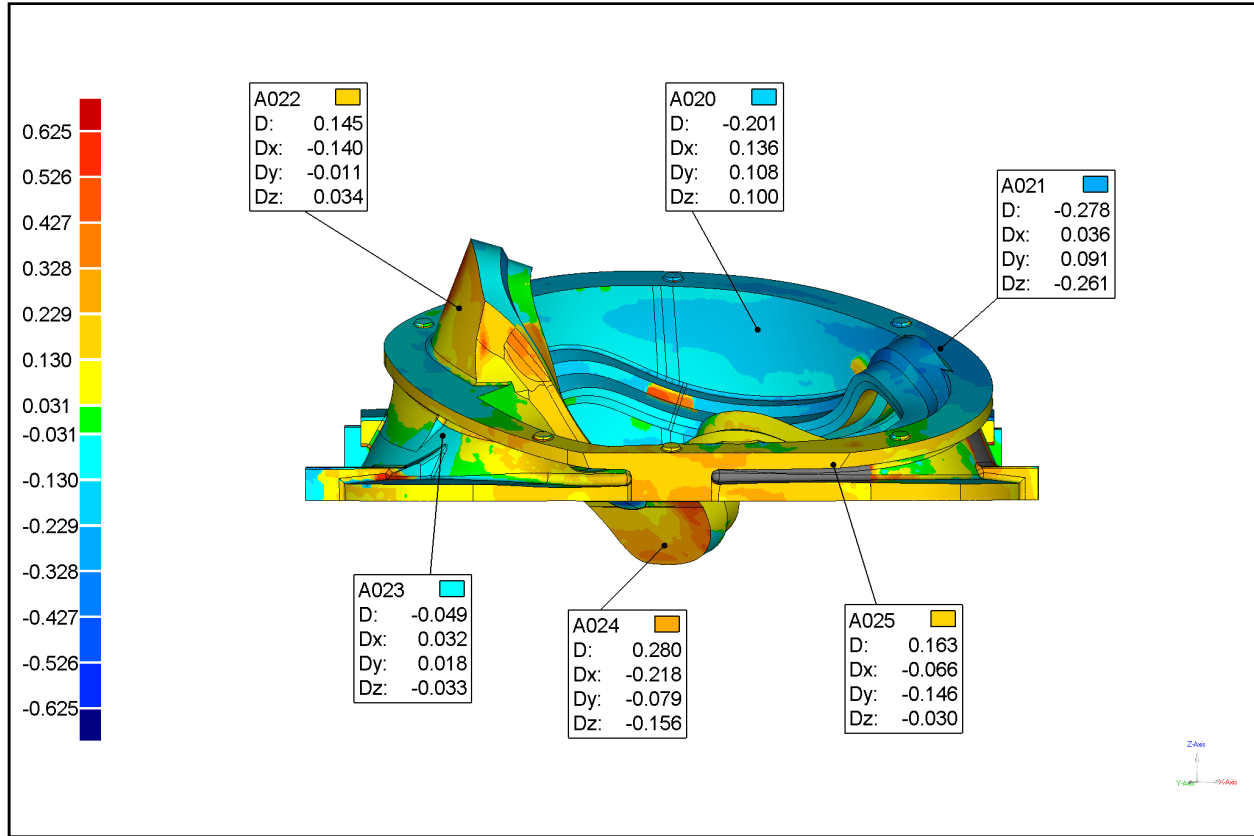 0.625
0.526
0.427
0.328
0.229
0.130
0.031
-0.031
-0.130
-0.229
-0.328
-0.427
-0.526
-0.625
A022
D: 0.145
Dx: -0.140
Dy: -0.011
Dz: 0.034
A020
D: -0.201
Dx: 0.136
Dy: 0.108
Dz: 0.100
A021
D: -0.278
Dx: 0.036
Dy: 0.091
Dz: -0.261
A023
D: -0.049
Dx: 0.032
Dy: 0.018
Dz: -0.033
A024
D: 0.280
Dx: -0.218
Dy: -0.079
Dz: -0.156
A025
D: 0.163
Dx: -0.066
Dy: -0.146
Dz: -0.030
Z-Axis
Y-Axis
X-Axis